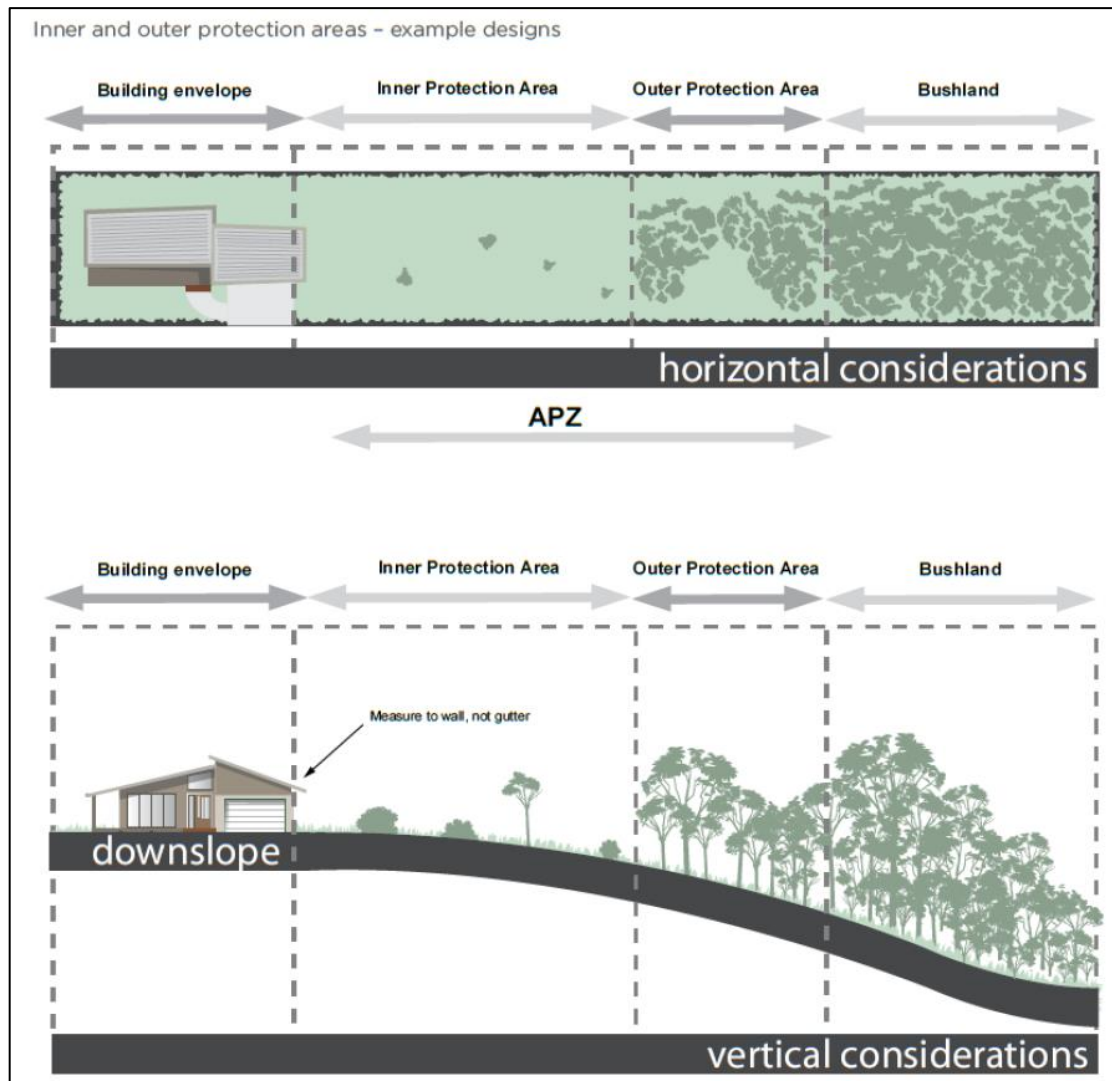 Inner and outer protection areas – example designs
Building envelope
Inner Protection Area
Outer Protection Area
Bushland
horizontal considerations
APZ
Building envelope
Inner Protection Area
Outer Protection Area
Bushland
Measure to wall, not gutter
downslope
vertical considerations